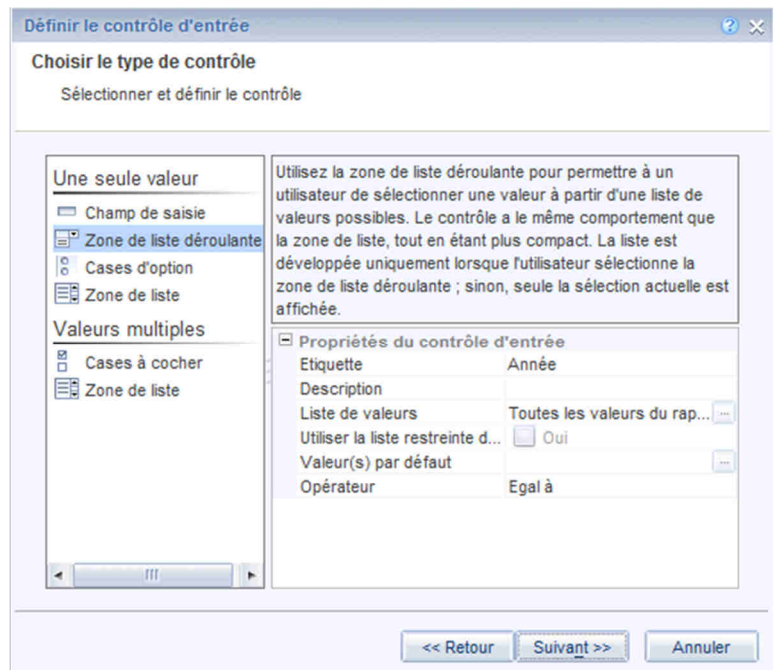 Définir le contrôle d'entrée
Choisir le type de contrôle
Sélectionner et définir le contrôle
Une seule valeur
Champ de saisie
Zone de liste déroulante
Cases d'option
Zone de liste
Valeurs multiples
Cases à cocher
Zone de liste
Utilisez la zone de liste déroulante pour permettre à un
utilisateur de sélectionner une valeur à partir d'une liste de
valeurs possibles. Le contrôle a le même comportement que
la zone de liste, tout en étant plus compact. La liste est
développée uniquement lorsque l'utilisateur sélectionne la
zone de liste déroulante ; sinon, seule la sélection actuelle est
affichée.
Propriétés du contrôle d'entrée
Etiquette Année
Description
Liste de valeurs Toutes les valeurs du rap... ...
Utiliser la liste restreinte d... Oui
Valeur(s) par défaut ...
Opérateur Egal à
<< Retour Suivant >> Annuler